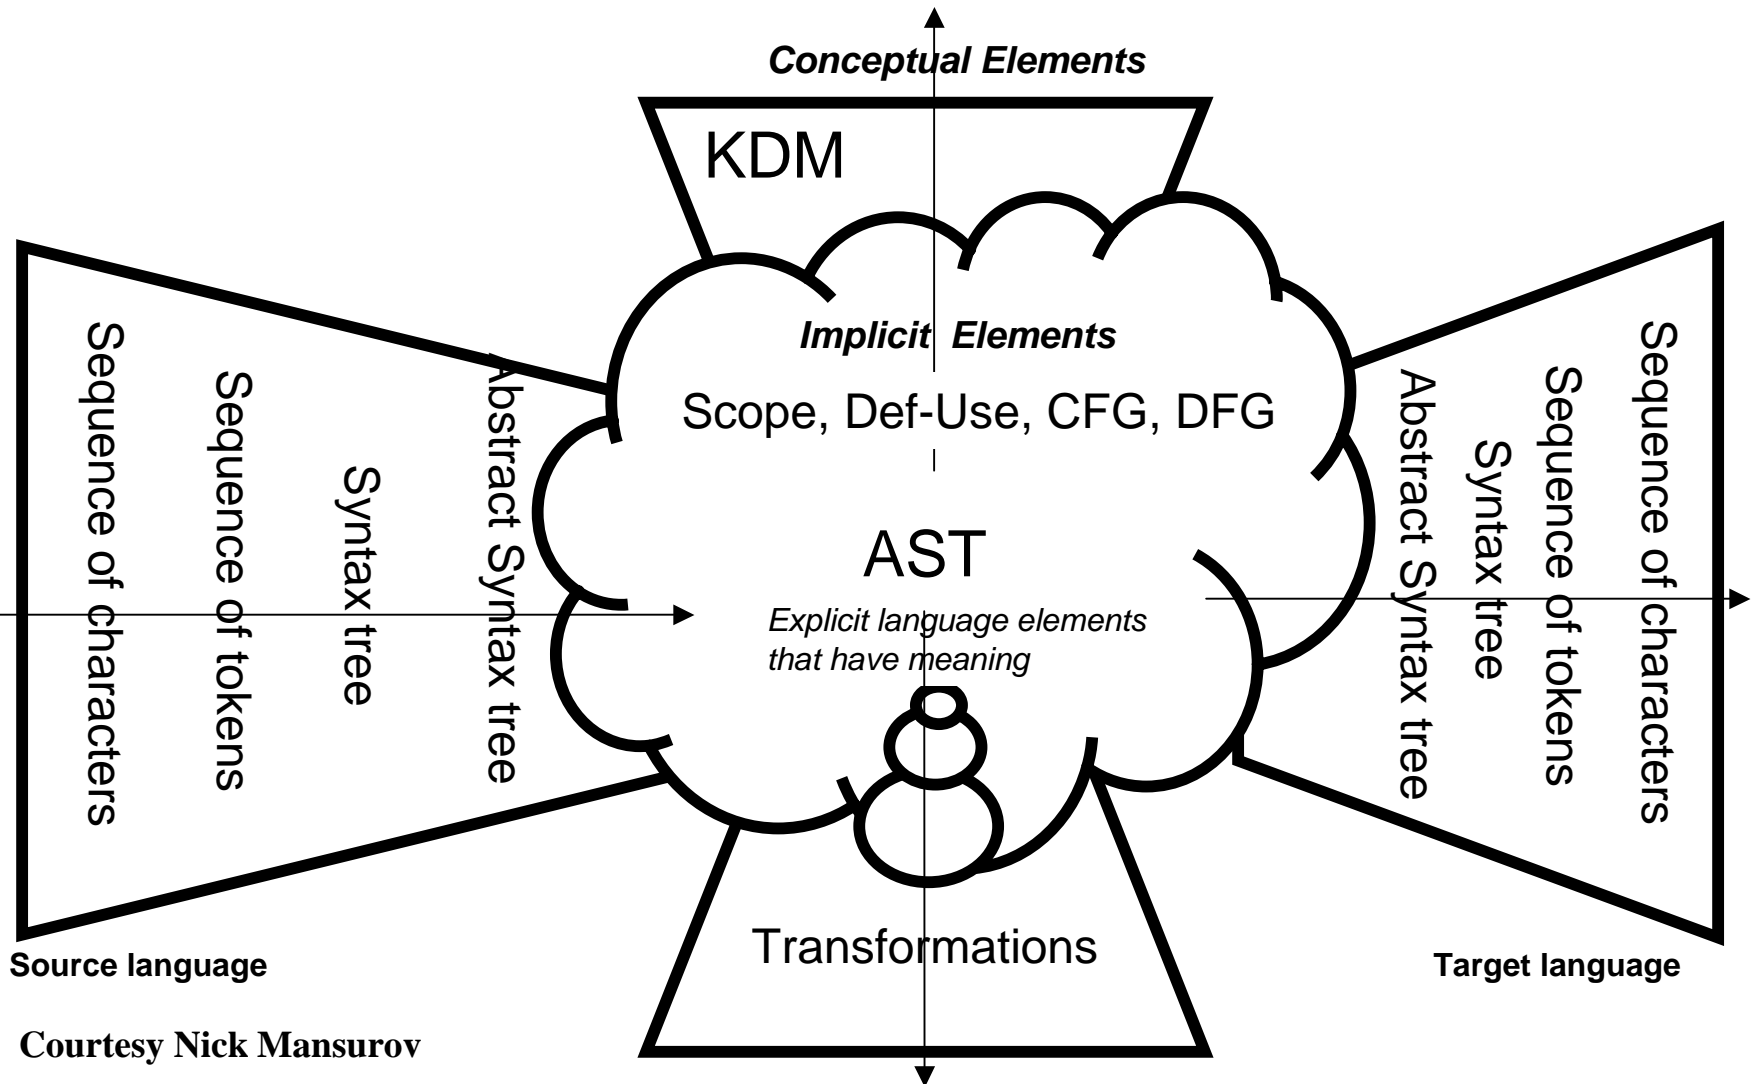 Conceptual Elements
KDM
Implicit Elements
Scope, Def-Use, CFG, DFG
AST
Explicit language elements
that have meaning
Sequence of characters
Sequence of tokens
Syntax tree
Abstract Syntax tree
Abstract Syntax tree
Syntax tree
Sequence of tokens
Sequence of characters
Transformations
Source language
Target language
Courtesy Nick Mansurov